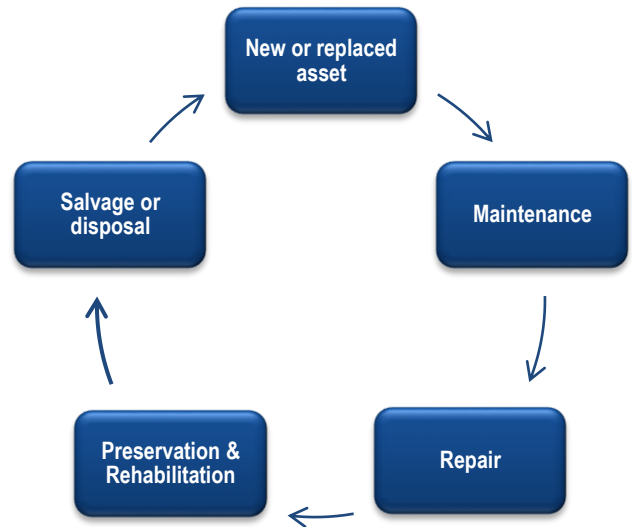 New or replaced
asset
Maintenance
Repair
Preservation &
Rehabilitation
Salvage or
disposal